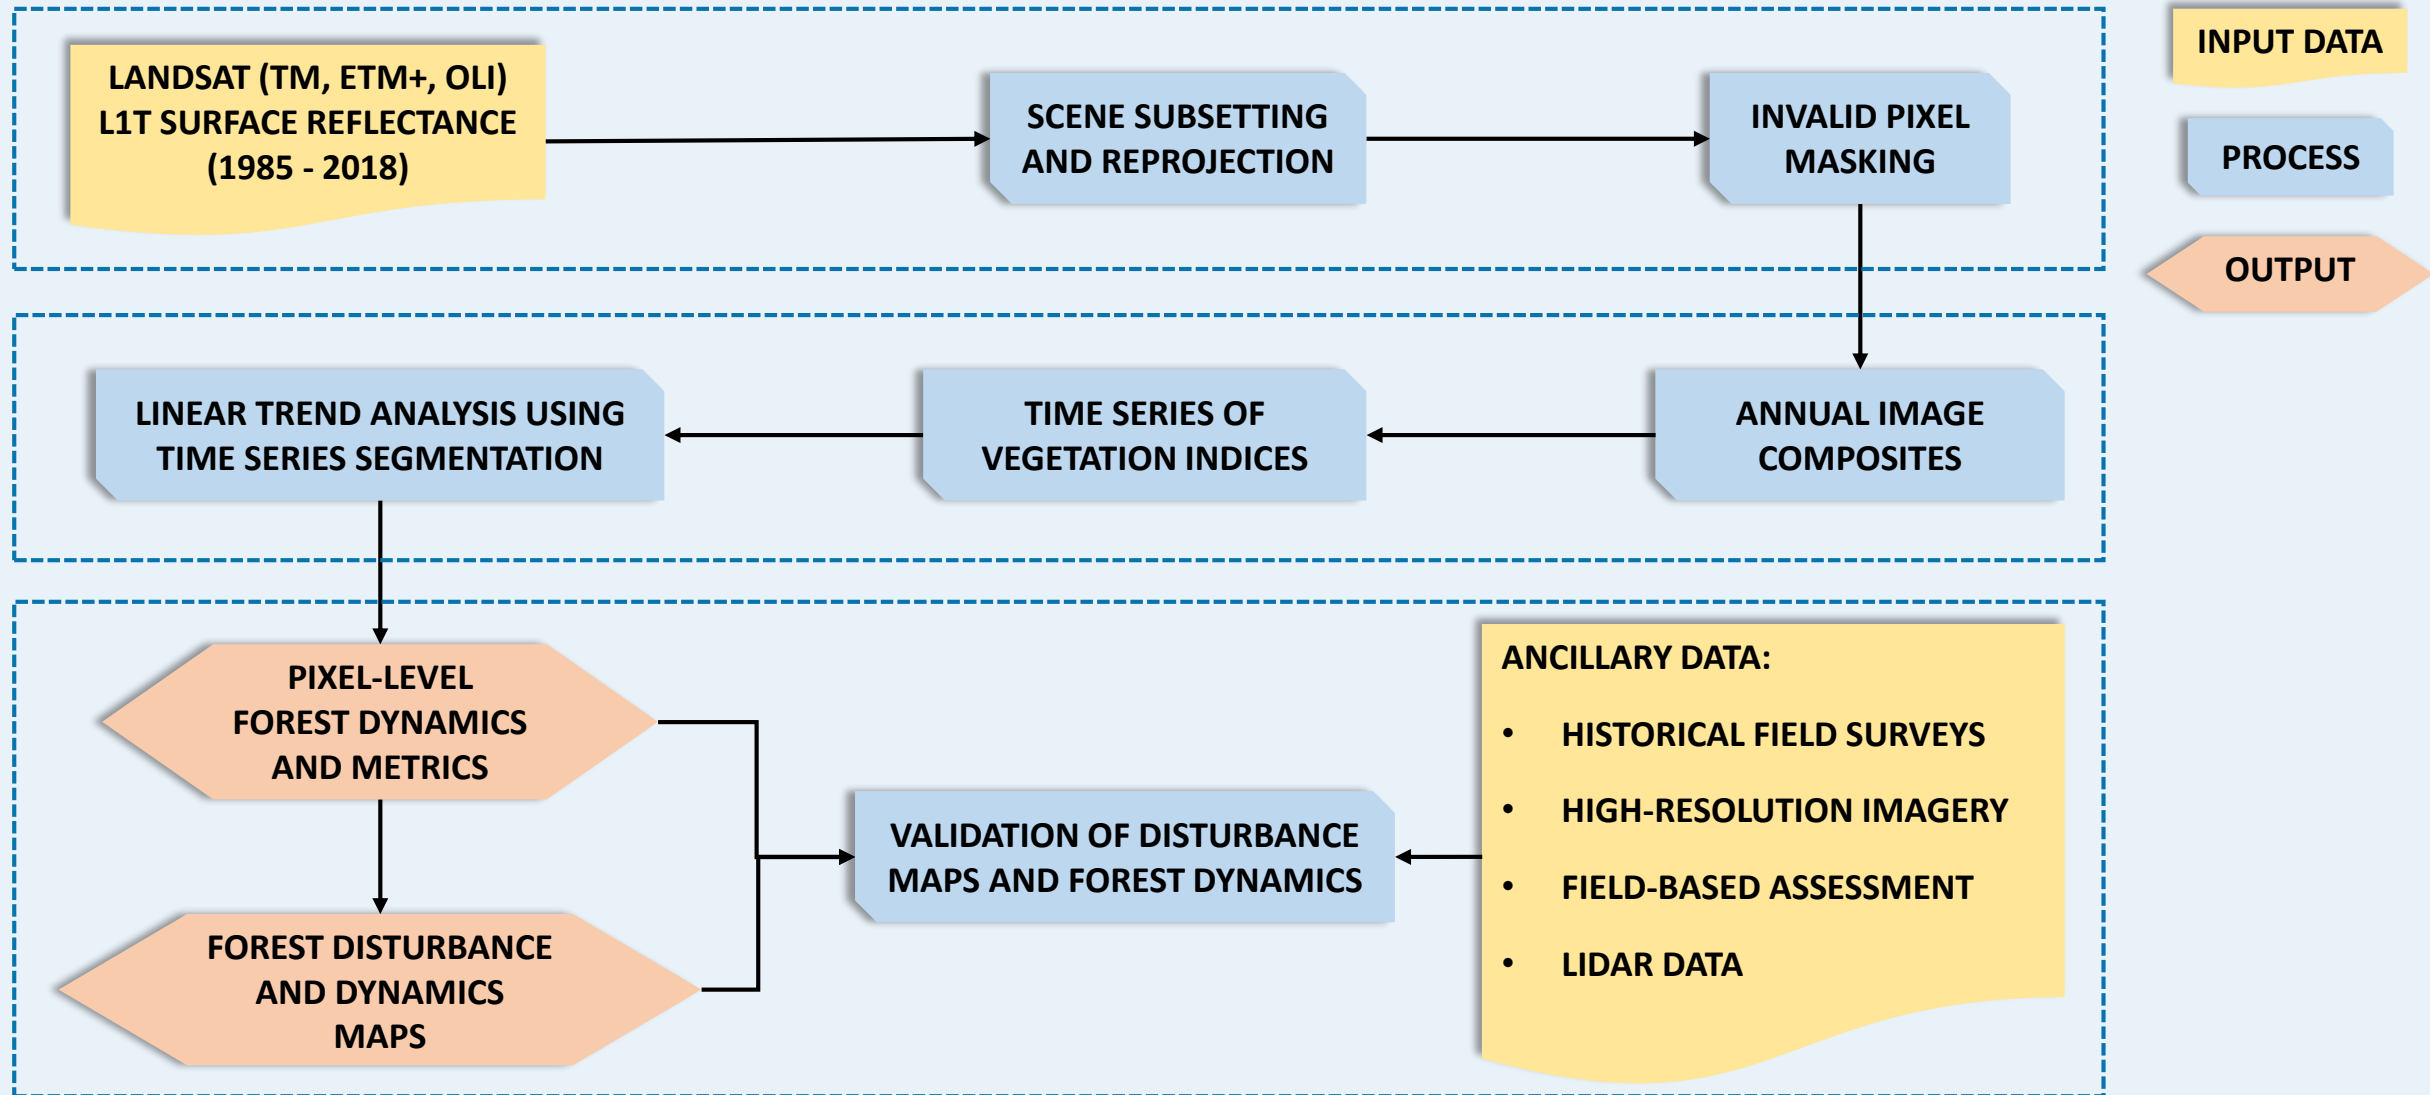 LANDSAT (TM, ETM+, OLI)
L1T SURFACE REFLECTANCE
(1985 - 2018)
SCENE SUBSETTING
AND REPROJECTION
INVALID PIXEL
MASKING
INPUT DATA
PROCESS
OUTPUT
LINEAR TREND ANALYSIS USING
TIME SERIES SEGMENTATION
TIME SERIES OF
VEGETATION INDICES
ANNUAL IMAGE
COMPOSITES
PIXEL-LEVEL
FOREST DYNAMICS
AND METRICS
FOREST DISTURBANCE
AND DYNAMICS
MAPS
VALIDATION OF DISTURBANCE
MAPS AND FOREST DYNAMICS
ANCILLARY DATA:
• HISTORICAL FIELD SURVEYS
• HIGH-RESOLUTION IMAGERY
• FIELD-BASED ASSESSMENT
• LIDAR DATA